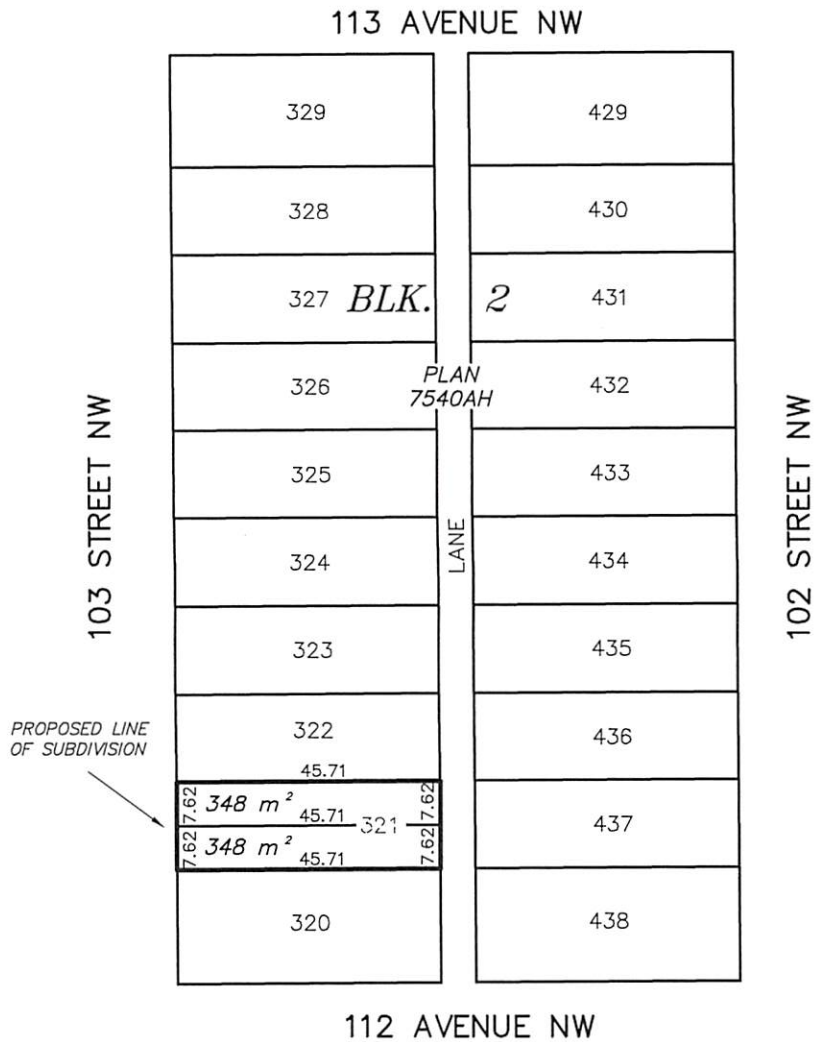 113 AVENUE NW
329
429
328
430
327
BLK. 2
431
PLAN
7540AH
326
432
103 STREET NW
102 STREET NW
325
433
324
LANE
434
323
435
PROPOSED LINE
OF SUBDIVISION
322
436
45.71
7.62
348 m²
45.71
7.62
321
437
7.62
348 m²
45.71
7.62
320
438
112 AVENUE NW